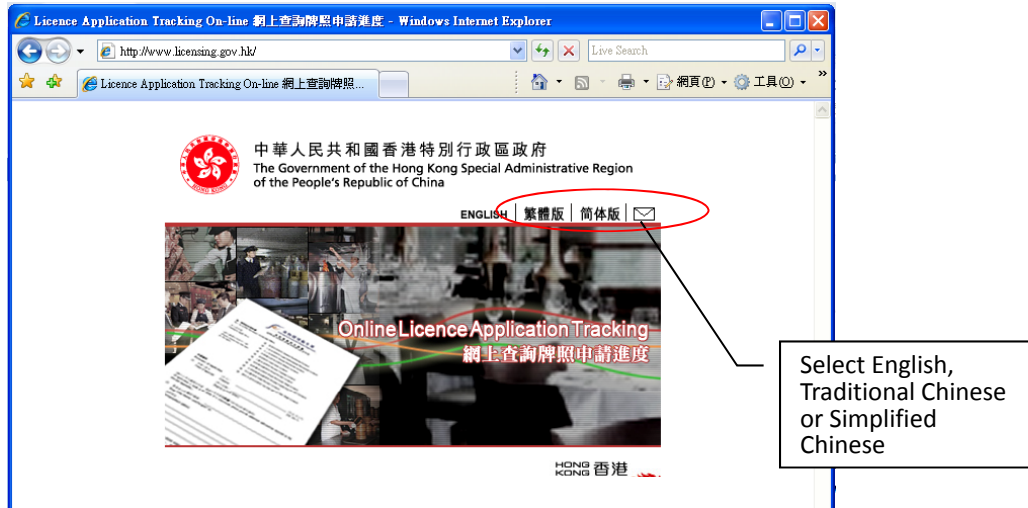 Licence Application Tracking On-line 網上查詢牌照申請進度 - Windows Internet Explorer
http://www.licensing.gov.hk/
Live Search
Licence Application Tracking On-line 網上查詢牌照...
網頁(P)
工具(O)
»
中華人民共和國香港特別行政區政府
The Government of the Hong Kong Special Administrative Region
of the People's Republic of China
HONG KONG
ENGLISH | 繁體版 | 简体版 |
Online Licence Application Tracking
網上查詢牌照申請進度
Select English,
Traditional Chinese
or Simplified
Chinese
HONG
KONG 香港